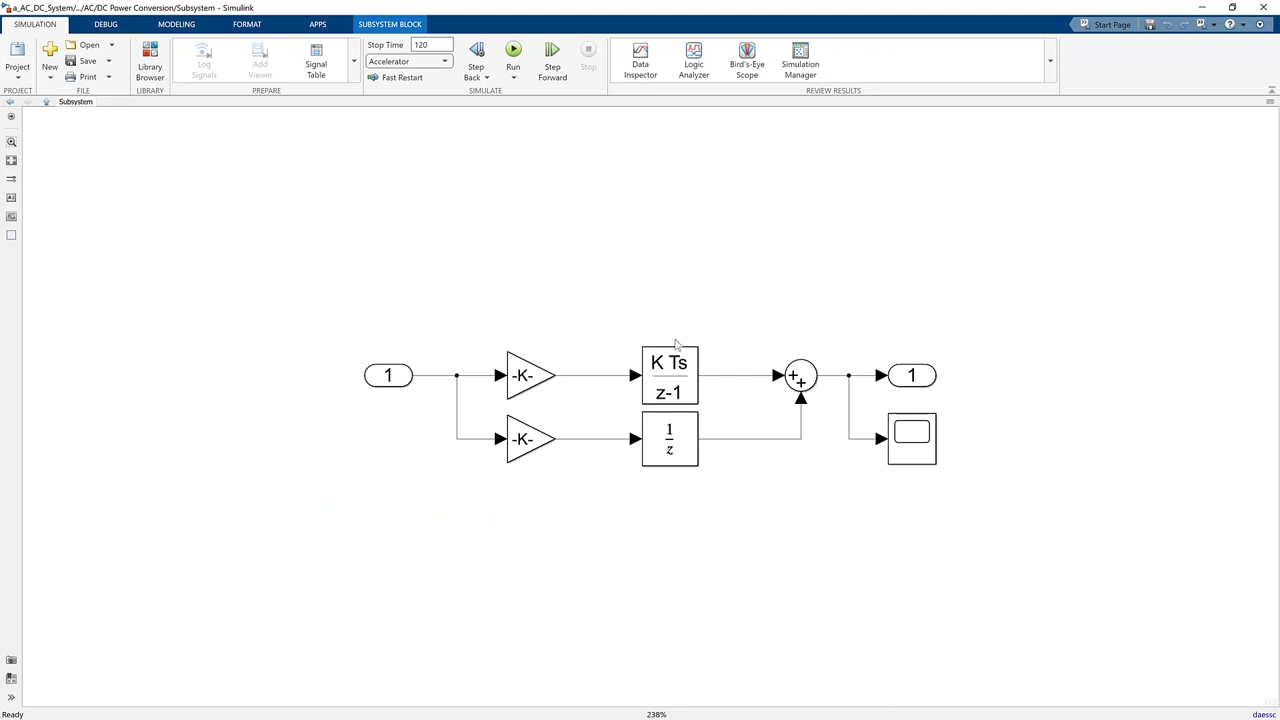 a_AC_DC_System/.../AC/DC Power Conversion/Subsystem - Simulink
SIMULATION DEBUG MODELING FORMAT APPS SUBSYSTEM BLOCK Start Page
Project
New
Open
Save
Print
Library
Browser
Log
Signals
Add
Viewer
Signal
Table
Stop Time 120
Accelerator
Fast Restart
Step
Back
Run
Step
Forward
Stop
Data
Inspector
Logic
Analyzer
Bird's-Eye
Scope
Simulation
Manager
PROJECT FILE LIBRARY PREPARE SIMULATE REVIEW RESULTS
Subsystem
1
-K-
K Ts
z-1
+
+
1
-K-
1
z
Ready 238% daessc